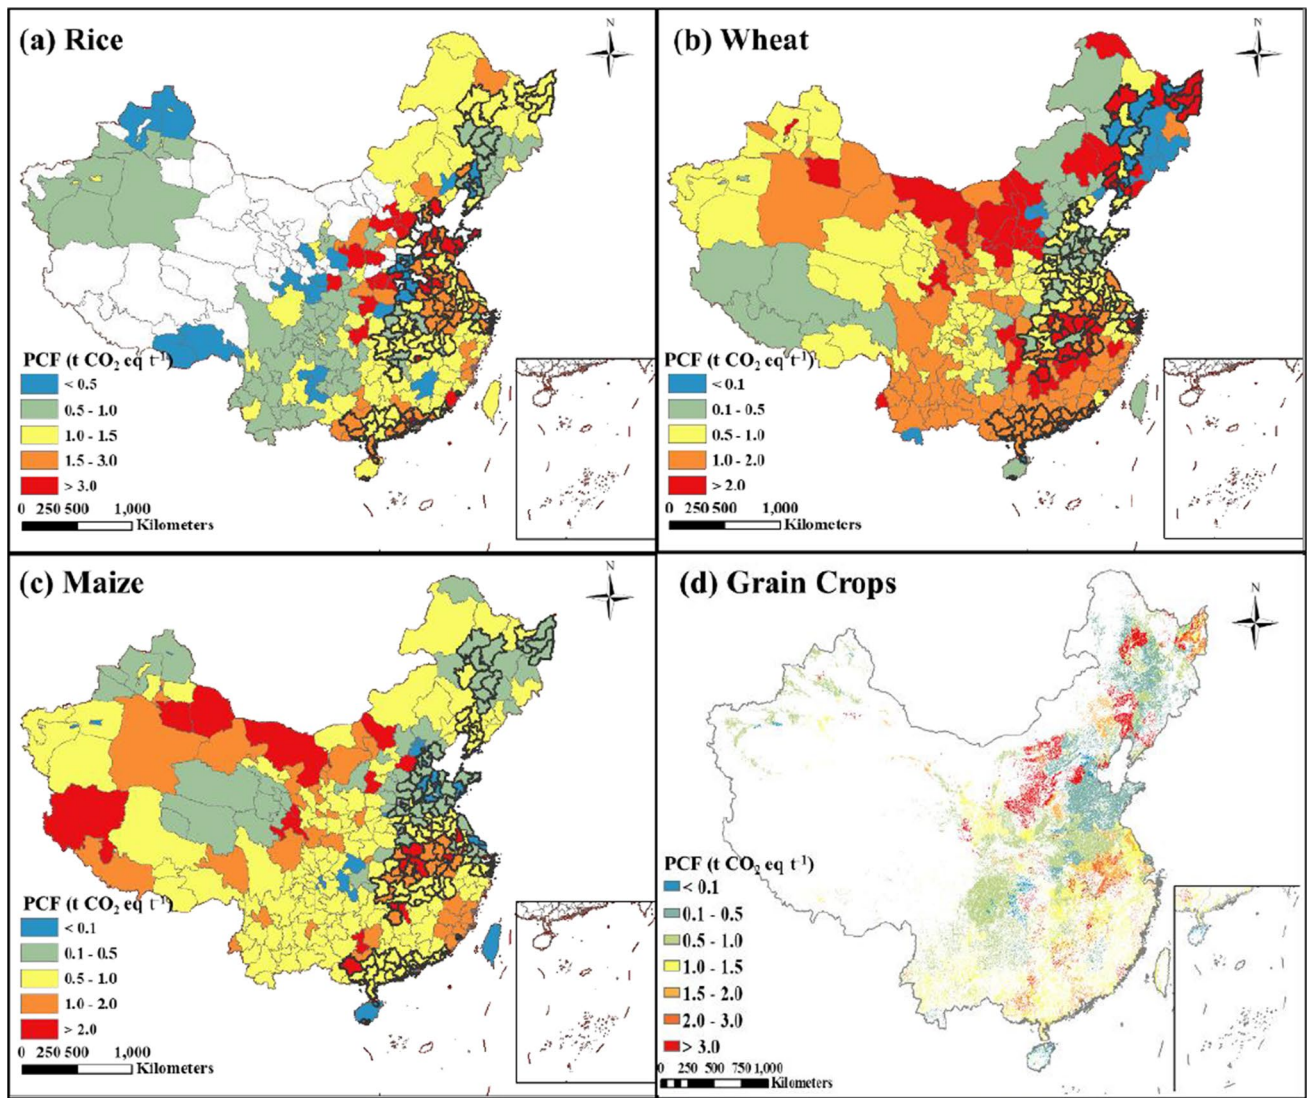 (a) Rice
N
PCF (t CO₂ eq t⁻¹)
< 0.5
0.5 - 1.0
1.0 - 1.5
1.5 - 3.0
> 3.0
0 250 500 1,000
Kilometers
(b) Wheat
N
PCF (t CO₂ eq t⁻¹)
< 0.1
0.1 - 0.5
0.5 - 1.0
1.0 - 2.0
> 2.0
0 250 500 1,000
Kilometers
(c) Maize
N
PCF (t CO₂ eq t⁻¹)
< 0.1
0.1 - 0.5
0.5 - 1.0
1.0 - 2.0
> 2.0
0 250 500 1,000
Kilometers
(d) Grain Crops
N
PCF (t CO₂ eq t⁻¹)
< 0.1
0.1 - 0.5
0.5 - 1.0
1.0 - 1.5
1.5 - 2.0
2.0 - 3.0
> 3.0
0 250 500 750 1,000
Kilometers